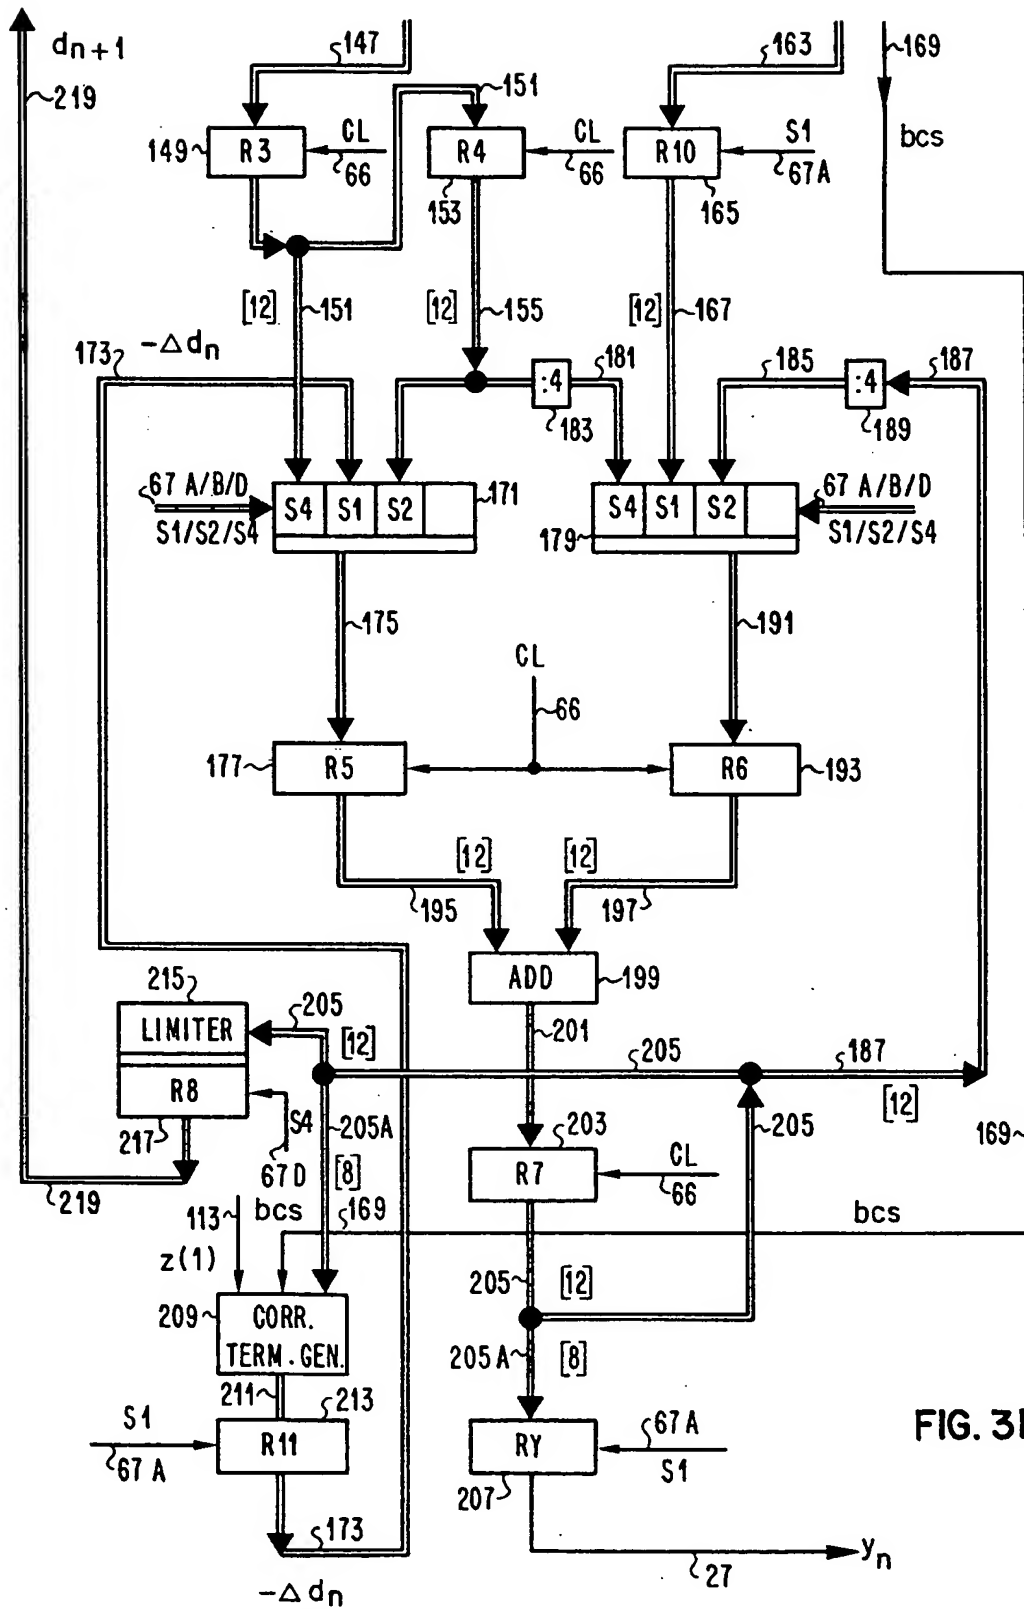 dn+1
147
163
169
219
151
bcs
149
R3
CL
66
R4
CL
66
R10
S1
67A
153
165
[12]
151
[12]
155
[12]
167
173
-Δdn
181
:4
183
185
:4
187
189
67 A/B/D
S1/S2/S4
S4
S1
S2
171
179
S4
S1
S2
67 A/B/D
S1/S2/S4
175
191
CL
66
177
R5
R6
193
[12]
[12]
195
197
ADD
199
215
205
LIMITER
[12]
201
205
187
[12]
R8
S4
217
67D
205A
[8]
203
R7
CL
66
205
169
219
113
bcs
169
bcs
z(1)
205
[12]
209
CORR.
TERM.GEN.
205A
[8]
211
213
S1
67A
R11
RY
67A
S1
207
173
-Δdn
27
yn
FIG. 3